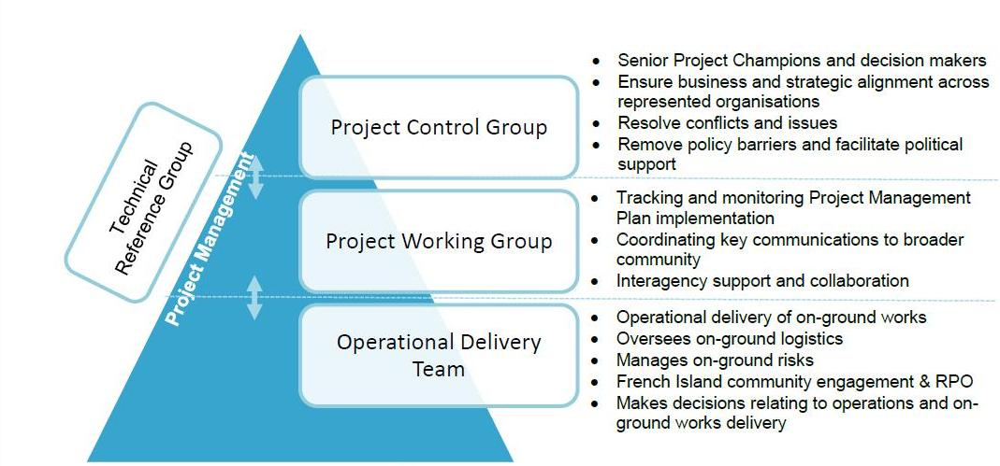 Technical
Reference Group
Project Management
Project Control Group
• Senior Project Champions and decision makers
• Ensure business and strategic alignment across
represented organisations
• Resolve conflicts and issues
• Remove policy barriers and facilitate political
support
Project Working Group
• Tracking and monitoring Project Management
Plan implementation
• Coordinating key communications to broader
community
• Interagency support and collaboration
Operational Delivery
Team
• Operational delivery of on-ground works
• Oversees on-ground logistics
• Manages on-ground risks
• French Island community engagement & RPO
• Makes decisions relating to operations and on-
ground works delivery